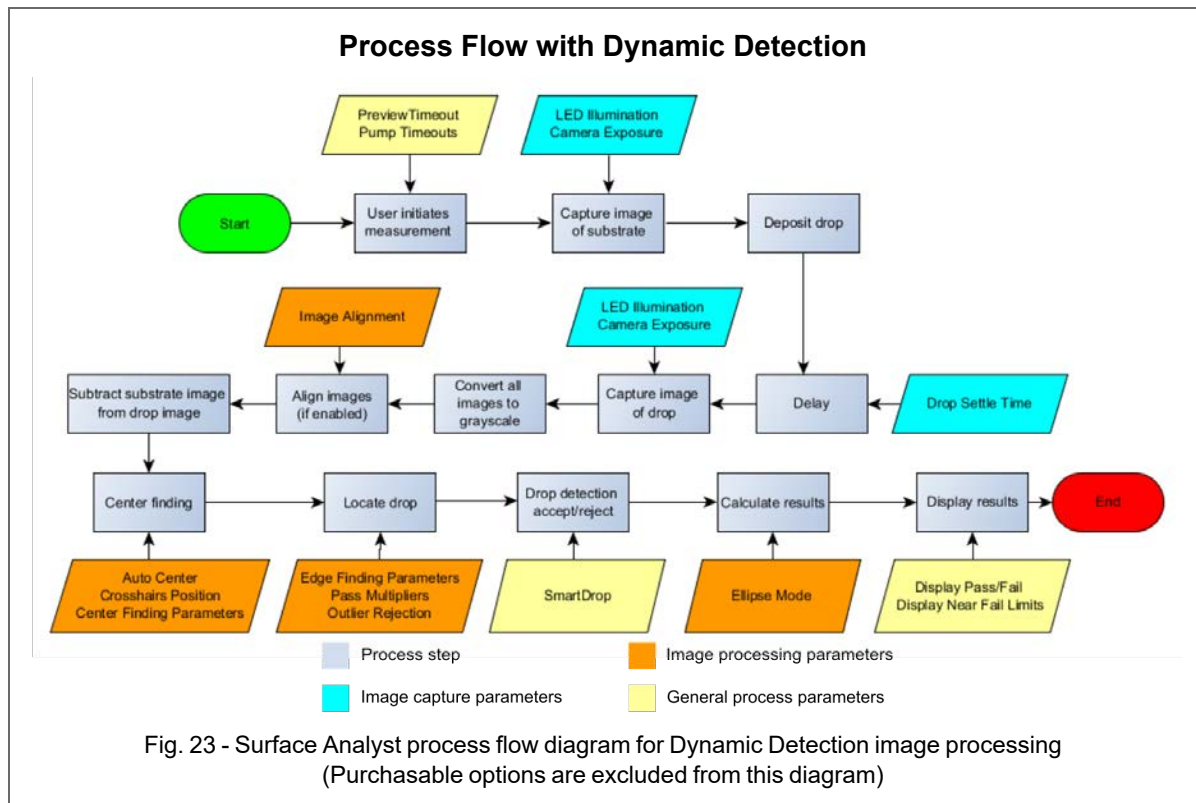 Process Flow with Dynamic Detection
PreviewTimeout
Pump Timeouts
LED Illumination
Camera Exposure
Start
User initiates
measurement
Capture image
of substrate
Deposit drop
Image Alignment
LED Illumination
Camera Exposure
Subtract substrate image
from drop image
Align images
(if enabled)
Convert all
images to
grayscale
Capture image
of drop
Delay
Drop Settle Time
Center finding
Locate drop
Drop detection
accept/reject
Calculate results
Display results
End
Auto Center
Crosshairs Position
Center Finding Parameters
Edge Finding Parameters
Pass Multipliers
Outlier Rejection
SmartDrop
Ellipse Mode
Display Pass/Fail
Display Near Fail Limits
Process step
Image processing parameters
Image capture parameters
General process parameters
Fig. 23 - Surface Analyst process flow diagram for Dynamic Detection image processing
(Purchasable options are excluded from this diagram)